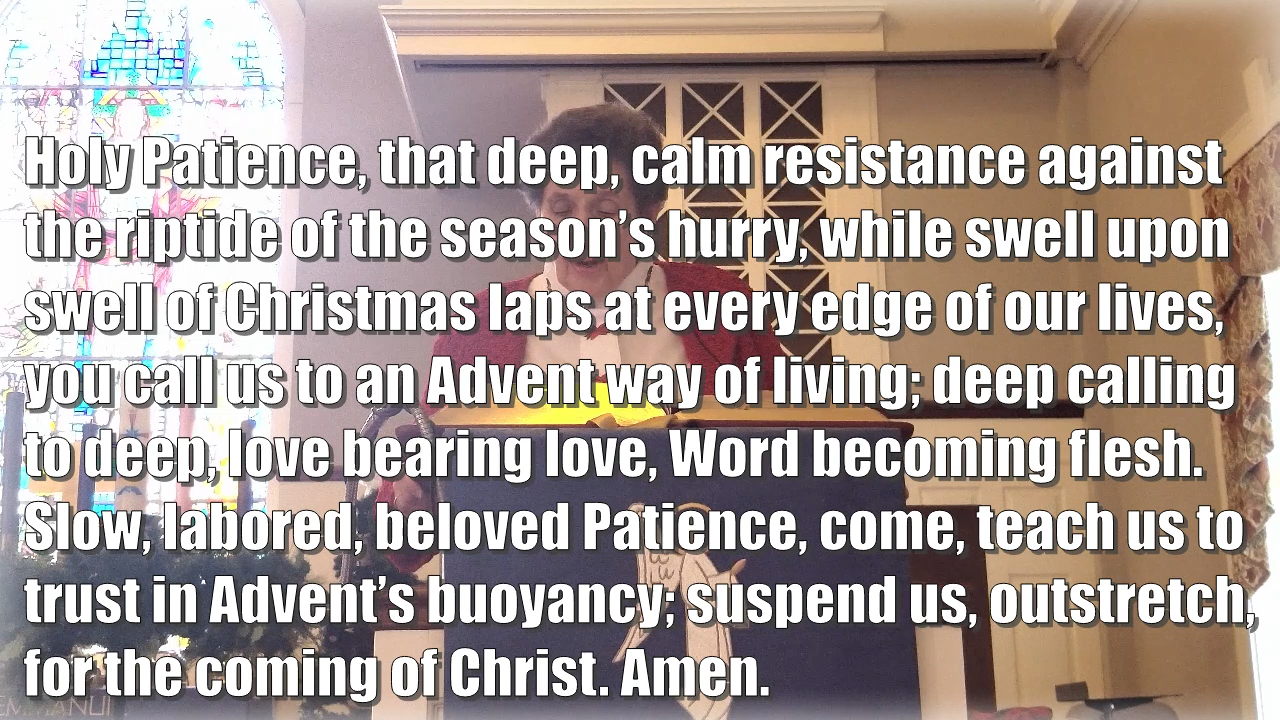 Holy Patience, that deep, calm resistance against
the riptide of the season’s hurry, while swell upon
swell of Christmas laps at every edge of our lives,
you call us to an Advent way of living; deep calling
to deep, love bearing love, Word becoming flesh.
Slow, labored, beloved Patience, come, teach us to
trust in Advent’s buoyancy; suspend us, outstretch,
for the coming of Christ. Amen.
EMMANUE